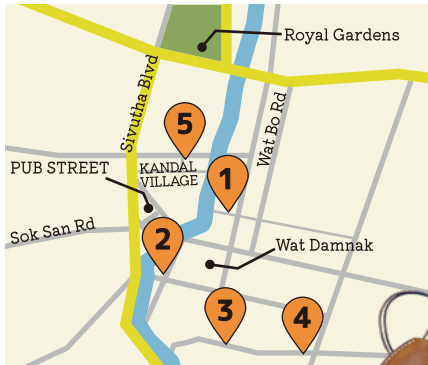 Royal Gardens
Sivutha Blvd
Wat Bo Rd
5
PUB STREET
KANDAL
VILLAGE
1
Sok San Rd
2
Wat Damnak
3
4